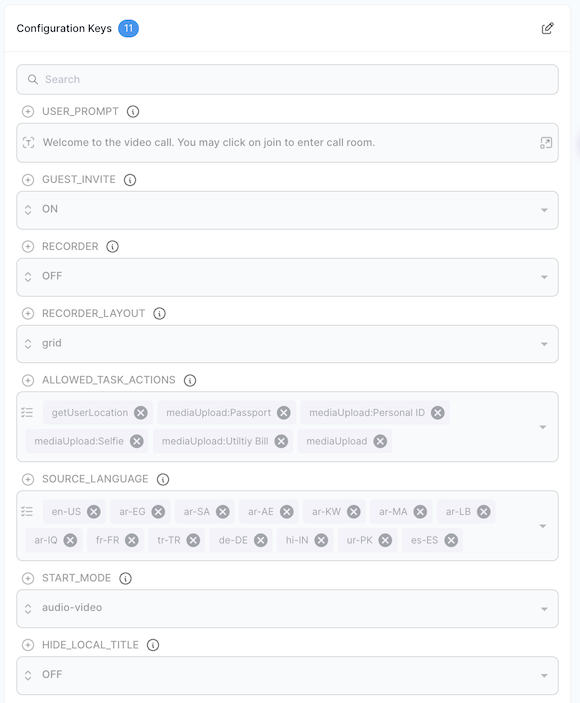 Configuration Keys 11
Search
USER_PROMPT
Welcome to the video call. You may click on join to enter call room.
GUEST_INVITE
ON
RECORDER
OFF
RECORDER_LAYOUT
grid
ALLOWED_TASK_ACTIONS
getUserLocation mediaUpload:Passport mediaUpload:Personal ID
mediaUpload:Selfie mediaUpload:Utiltiy Bill mediaUpload
SOURCE_LANGUAGE
en-US ar-EG ar-SA ar-AE ar-KW ar-MA ar-LB
ar-IQ fr-FR tr-TR de-DE hi-IN ur-PK es-ES
START_MODE
audio-video
HIDE_LOCAL_TITLE
OFF